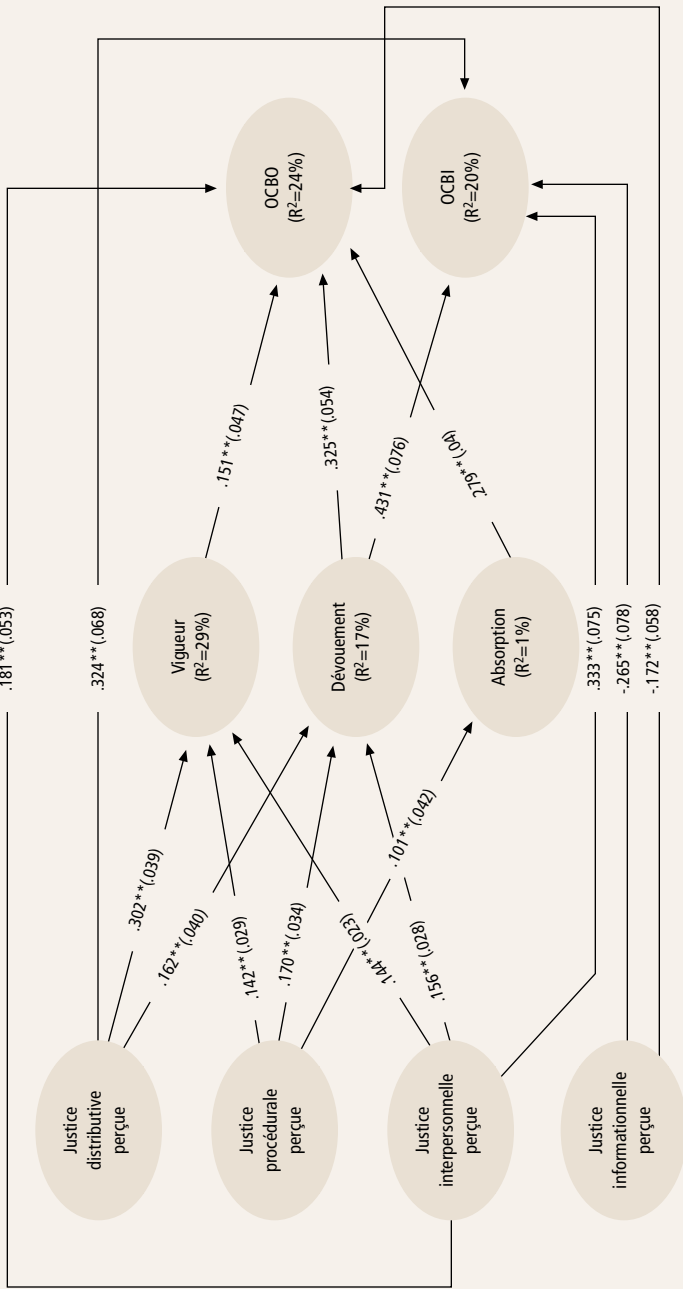 .181**(.053)
.324**(.068)
Justice
distributive
perçue
Justice
procédurale
perçue
Justice
interpersonnelle
perçue
Justice
informationnelle
perçue
.302**(.039)
.162**(.040)
.142**(.029)
.170**(.034)
.144**(.023)
.101**(.042)
.156**(.028)
Vigueur
(R²=29%)
Dévouement
(R²=17%)
Absorption
(R²=1%)
.151**(.047)
.325**(.054)
.431**(.076)
.279**(.04)
OCBO
(R²=24%)
OCBI
(R²=20%)
.333**(.075)
-.265**(.078)
-.172**(.058)